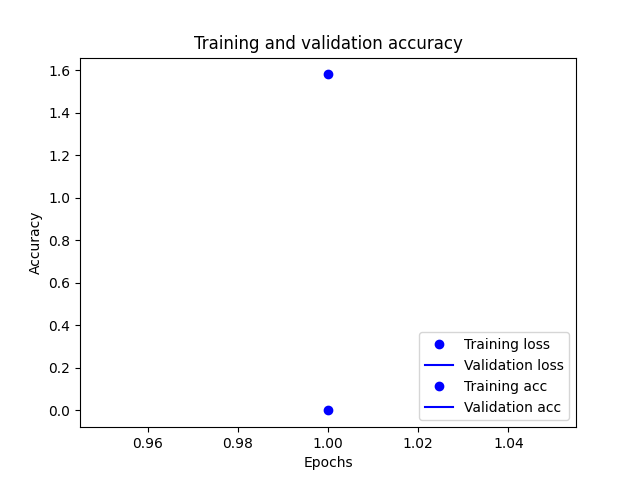 Training and validation accuracy
1.6
1.4
1.2
1.0
0.8
0.6
0.4
0.2
0.0
Accuracy
Training loss
Validation loss
Training acc
Validation acc
0.96
0.98
1.00
1.02
1.04
Epochs